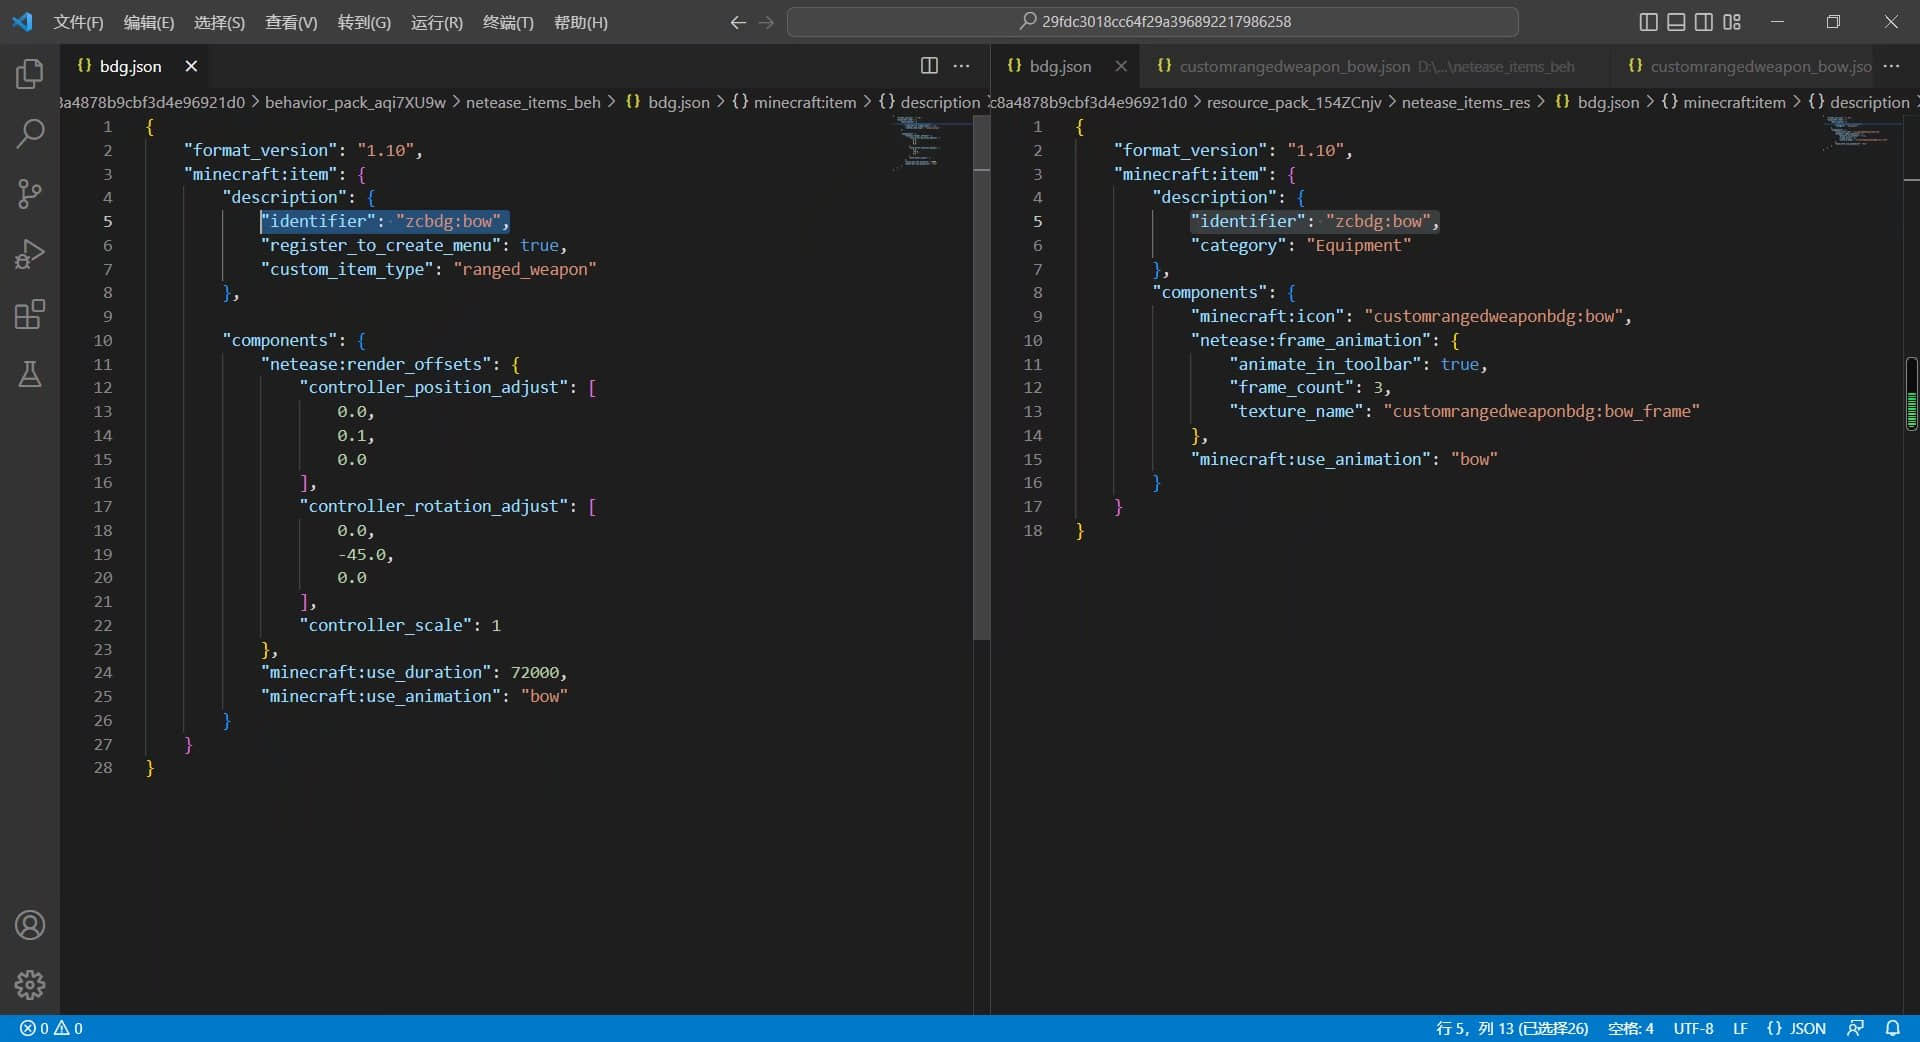 文件(F) 编辑(E) 选择(S) 查看(V) 转到(G) 运行(R) 终端(T) 帮助(H) 29fdc3018cc64f29a396892217986258
bdg.json
3a4878b9cbf3d4e96921d0 > behavior_pack_aqi7XU9w > netease_items_beh > {} bdg.json > {} minecraft:item > {} description
1 {
2 "format_version": "1.10",
3 "minecraft:item": {
4 "description": {
5 "identifier": "zcbdg:bow",
6 "register_to_create_menu": true,
7 "custom_item_type": "ranged_weapon"
8 },
9
10 "components": {
11 "netease:render_offsets": {
12 "controller_position_adjust": [
13 0.0,
14 0.1,
15 0.0
16 ],
17 "controller_rotation_adjust": [
18 0.0,
19 -45.0,
20 0.0
21 ],
22 "controller_scale": 1
23 },
24 "minecraft:use_duration": 72000,
25 "minecraft:use_animation": "bow"
26 }
27 }
28 }
bdg.json customrangedweapon_bow.json D:\...\netease_items_beh customrangedweapon_bow.jso
c8a4878b9cbf3d4e96921d0 > resource_pack_154ZCnjv > netease_items_res > {} bdg.json > {} minecraft:item > {} description >
1 {
2 "format_version": "1.10",
3 "minecraft:item": {
4 "description": {
5 "identifier": "zcbdg:bow",
6 "category": "Equipment"
7 },
8 "components": {
9 "minecraft:icon": "customrangedweaponbdg:bow",
10 "netease:frame_animation": {
11 "animate_in_toolbar": true,
12 "frame_count": 3,
13 "texture_name": "customrangedweaponbdg:bow_frame"
14 },
15 "minecraft:use_animation": "bow"
16 }
17 }
18 }
0 0 行 5，列 13 (已选择26) 空格: 4 UTF-8 LF {} JSON